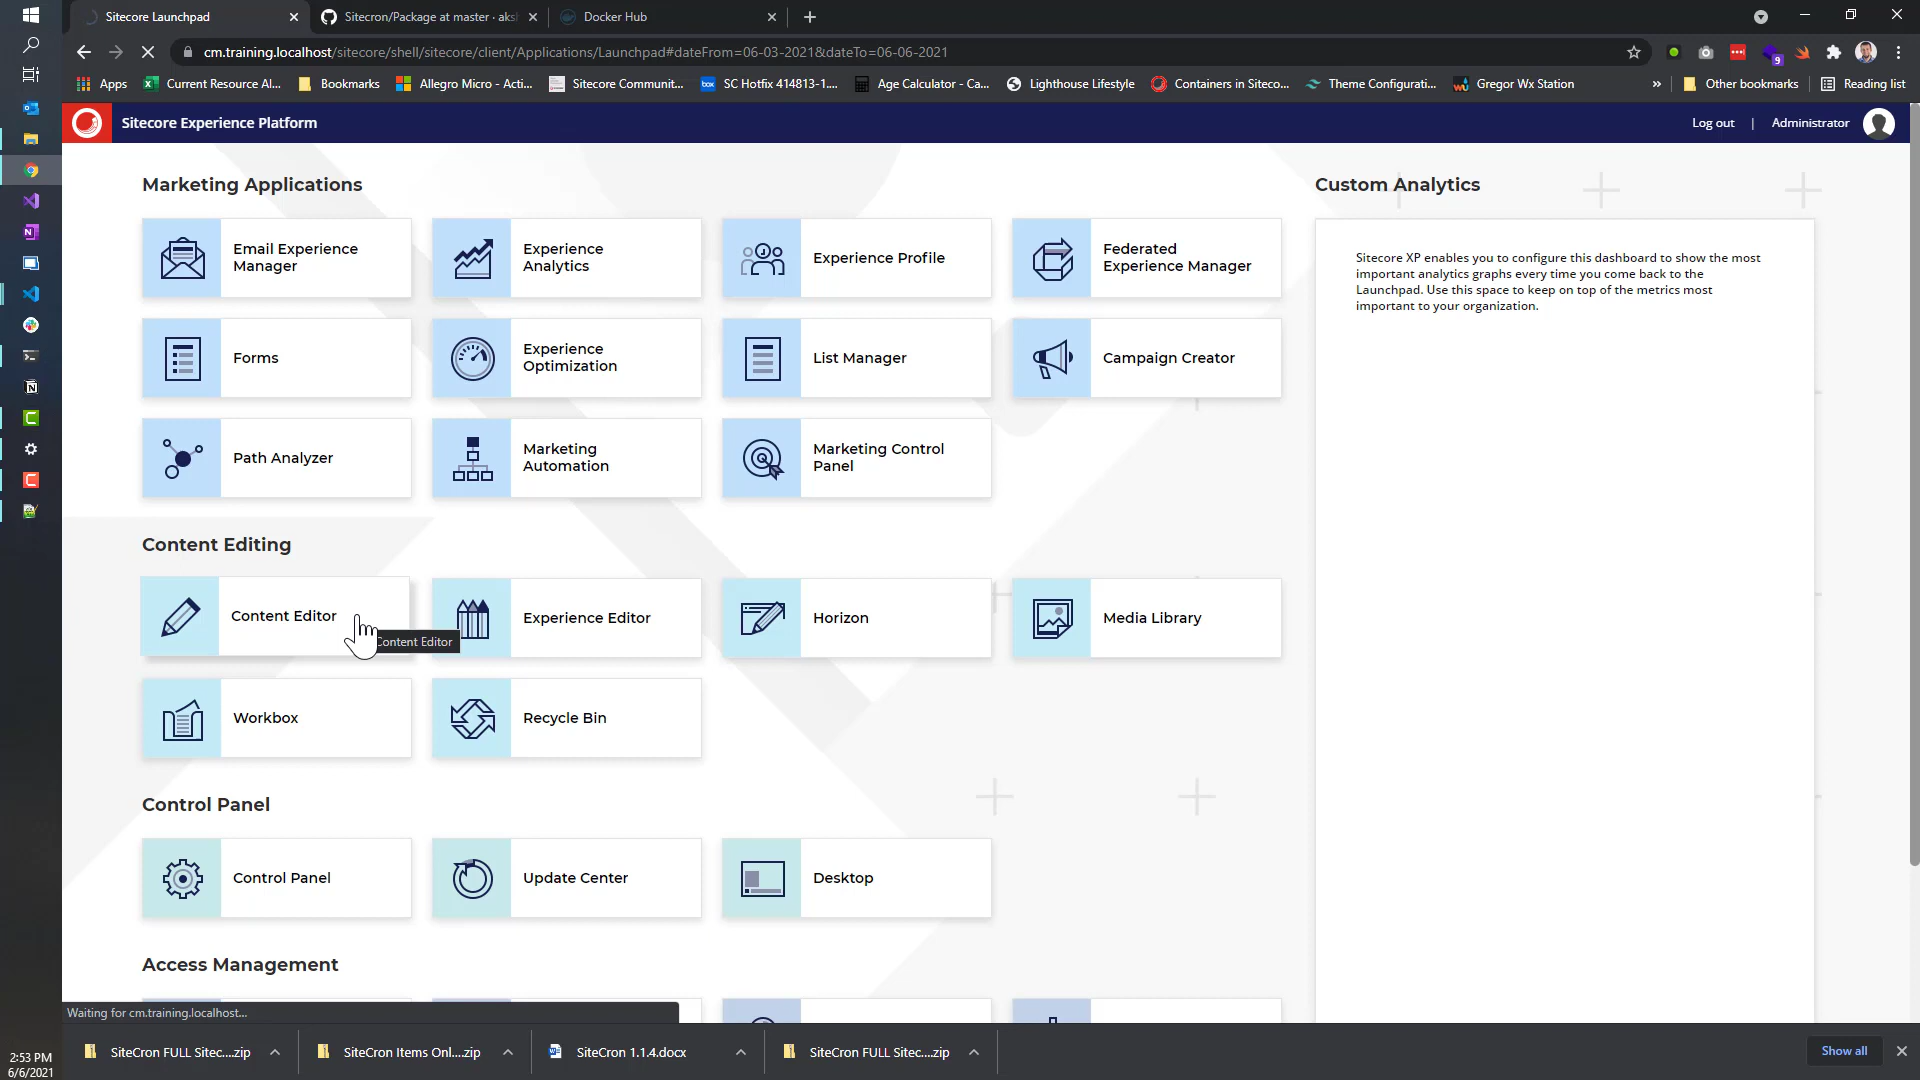 Sitecore Launchpad
Sitecron/Package at master · aksh
Docker Hub
cm.training.localhost/sitecore/shell/sitecore/client/Applications/Launchpad#dateFrom=06-03-2021&dateTo=06-06-2021
9
Apps
Current Resource Al...
Bookmarks
Allegro Micro - Acti...
Sitecore Communit...
box
SC Hotfix 414813-1....
Age Calculator - Ca...
Lighthouse Lifestyle
Containers in Siteco...
Theme Configurati...
Gregor Wx Station
»
Other bookmarks
Reading list
Sitecore Experience Platform
Log out | Administrator
Marketing Applications
Email Experience
Manager
Experience
Analytics
Experience Profile
Federated
Experience Manager
Forms
Experience
Optimization
List Manager
Campaign Creator
Path Analyzer
Marketing
Automation
Marketing Control
Panel
Custom Analytics
Sitecore XP enables you to configure this dashboard to show the most
important analytics graphs every time you come back to the
Launchpad. Use this space to keep on top of the metrics most
important to your organization.
Content Editing
Content Editor
Content Editor
Experience Editor
Horizon
Media Library
Workbox
Recycle Bin
Control Panel
Control Panel
Update Center
Desktop
Access Management
Waiting for cm.training.localhost...
SiteCron FULL Sitec....zip
SiteCron Items Onl....zip
SiteCron 1.1.4.docx
SiteCron FULL Sitec....zip
Show all
2:53 PM
6/6/2021